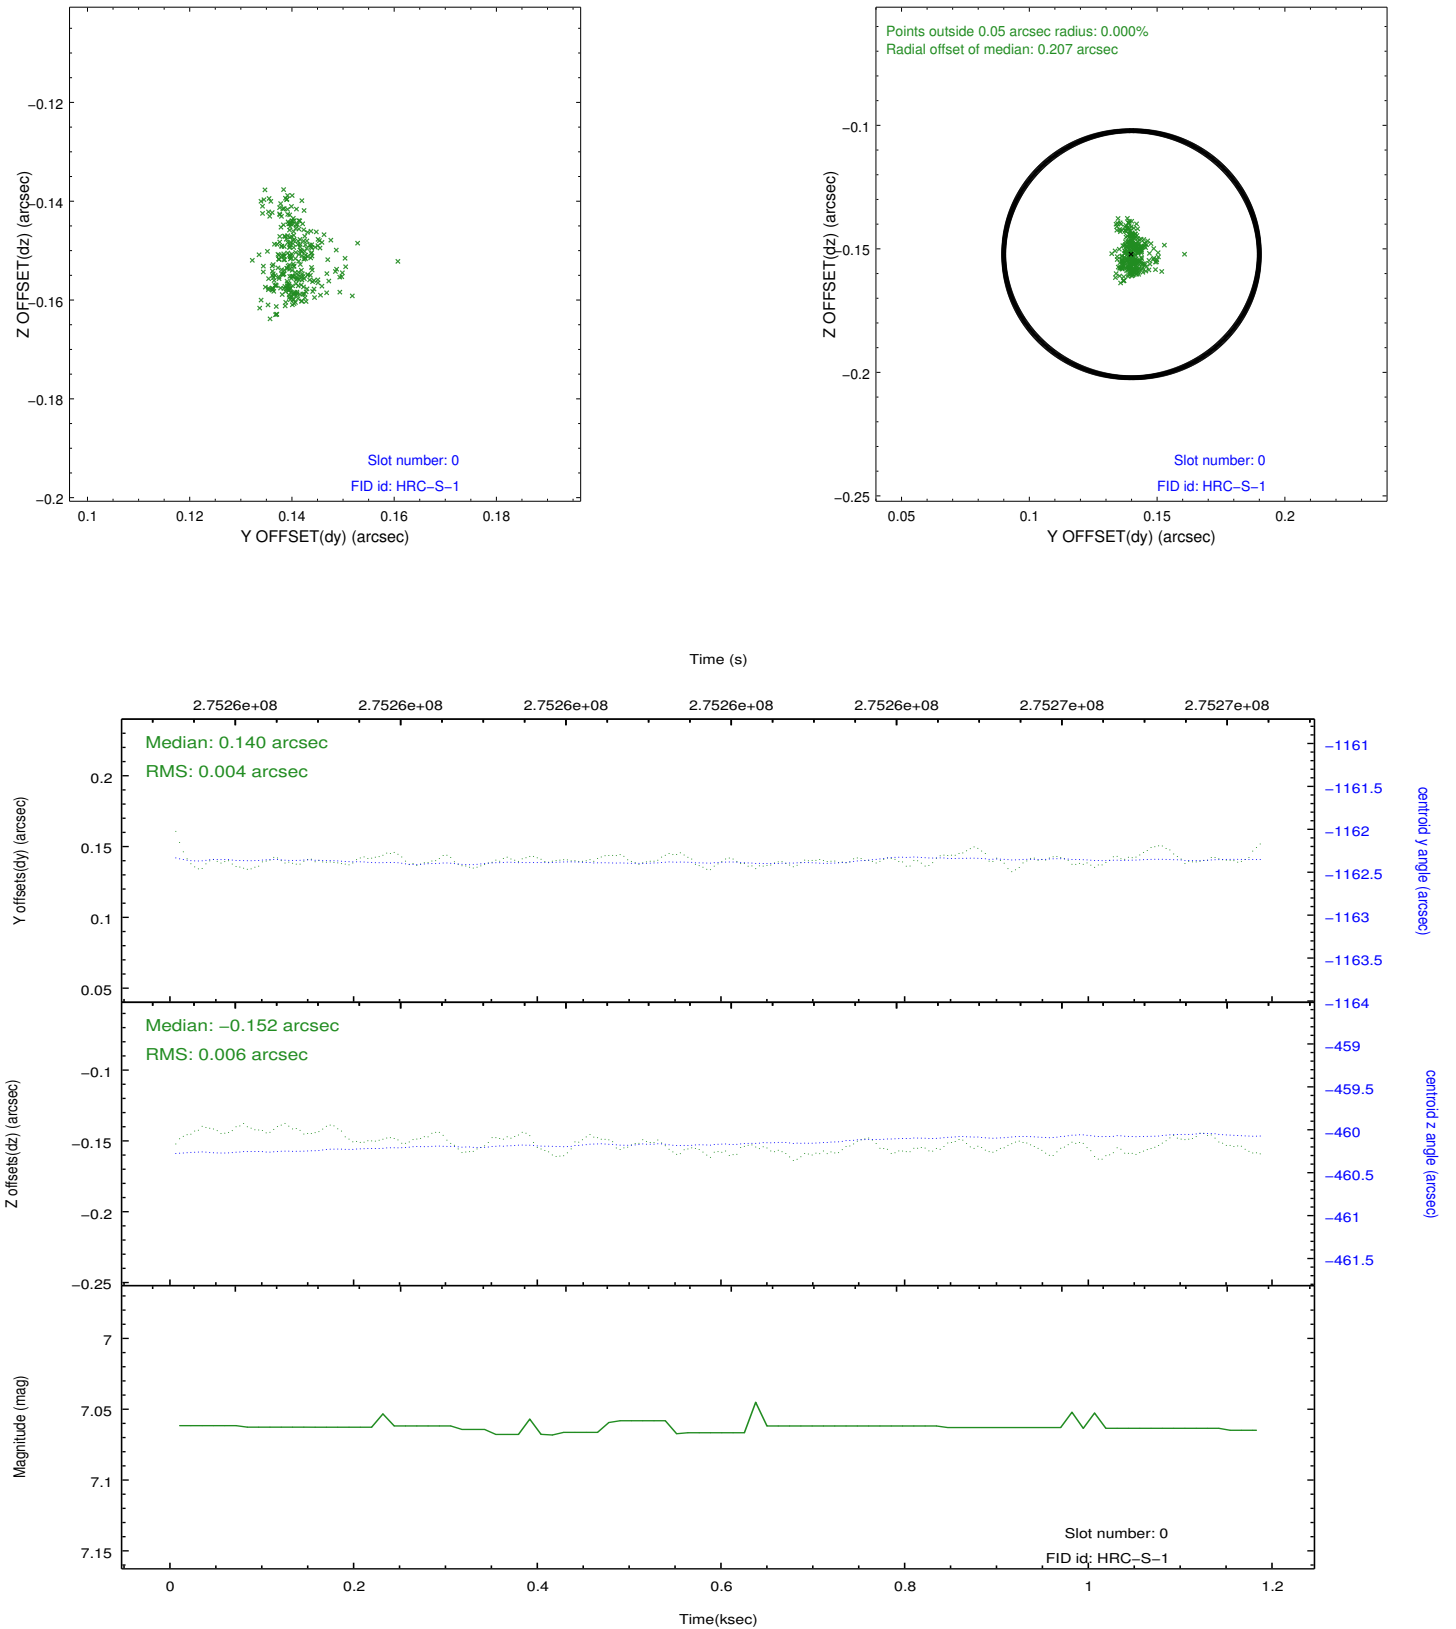 −0.12
−0.14
−0.16
−0.18
−0.2
Z OFFSET(dz) (arcsec)
0.1
0.12
0.14
0.16
0.18
Y OFFSET(dy) (arcsec)
Slot number: 0
FID id: HRC−S−1
Points outside 0.05 arcsec radius: 0.000%
Radial offset of median: 0.207 arcsec
−0.1
−0.15
−0.2
−0.25
Z OFFSET(dz) (arcsec)
0.05
0.1
0.15
0.2
Y OFFSET(dy) (arcsec)
Slot number: 0
FID id: HRC−S−1
Time (s)
2.7526e+08
2.7526e+08
2.7526e+08
2.7526e+08
2.7526e+08
2.7527e+08
2.7527e+08
Median: 0.140 arcsec
RMS: 0.004 arcsec
0.2
0.15
0.1
0.05
Y offsets(dy) (arcsec)
−1161
−1161.5
−1162
−1162.5
−1163
−1163.5
−1164
centroid y angle (arcsec)
Median: −0.152 arcsec
RMS: 0.006 arcsec
−0.1
−0.15
−0.2
−0.25
Z offsets(dz) (arcsec)
−459
−459.5
−460
−460.5
−461
−461.5
centroid z angle (arcsec)
7
7.05
7.1
7.15
Magnitude (mag)
Slot number: 0
FID id: HRC−S−1
0
0.2
0.4
0.6
0.8
1
1.2
Time(ksec)